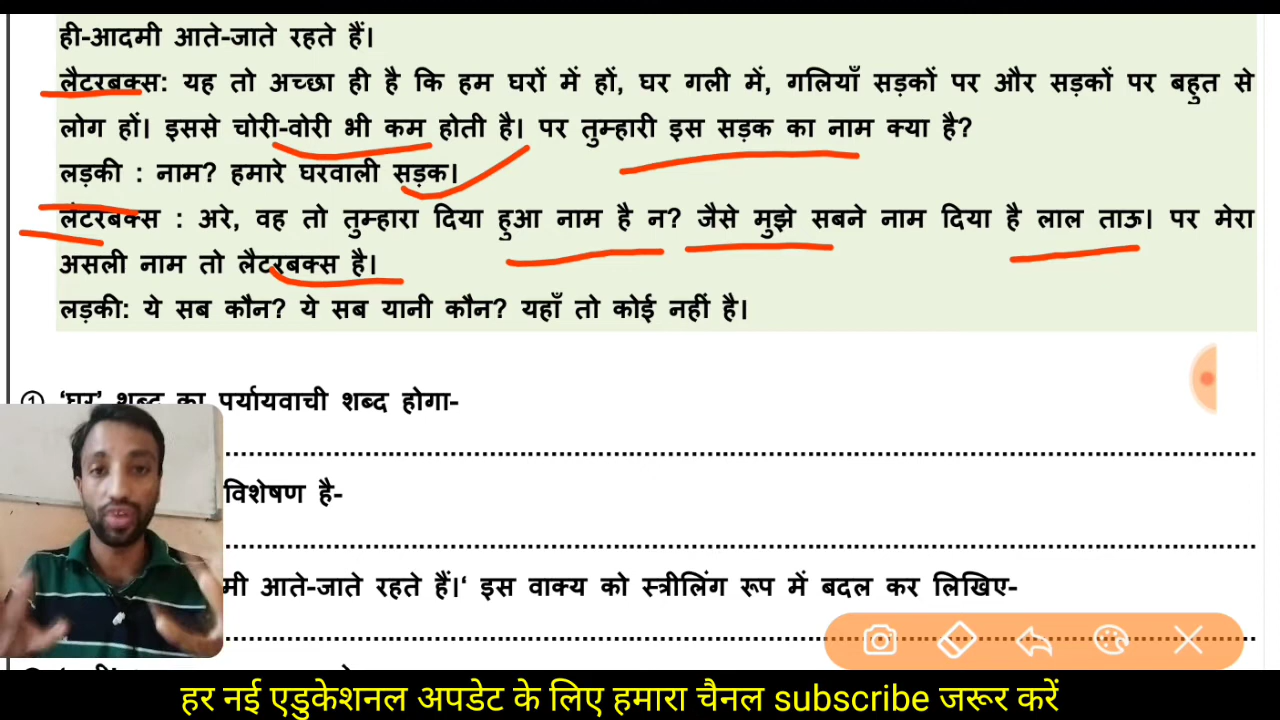 ही-आदमी आते-जाते रहते हैं।
लैटरबक्स: यह तो अच्छा ही है कि हम घरों में हों, घर गली में, गलियाँ सड़कों पर और सड़कों पर बहुत से
लोग हों। इससे चोरी-वोरी भी कम होती है। पर तुम्हारी इस सड़क का नाम क्या है?
लड़की : नाम? हमारे घरवाली सड़क।
लैटरबक्स : अरे, वह तो तुम्हारा दिया हुआ नाम है न? जैसे मुझे सबने नाम दिया है लाल ताऊ। पर मेरा
असली नाम तो लैटरबक्स है।
लड़की: ये सब कौन? ये सब यानी कौन? यहाँ तो कोई नहीं है।
① 'घर' शब्द का पर्यायवाची शब्द होगा-
विशेषण है-
आते-जाते रहते हैं।' इस वाक्य को स्त्रीलिंग रूप में बदल कर लिखिए-
हर नई एडुकेशनल अपडेट के लिए हमारा चैनल subscribe जरूर करें